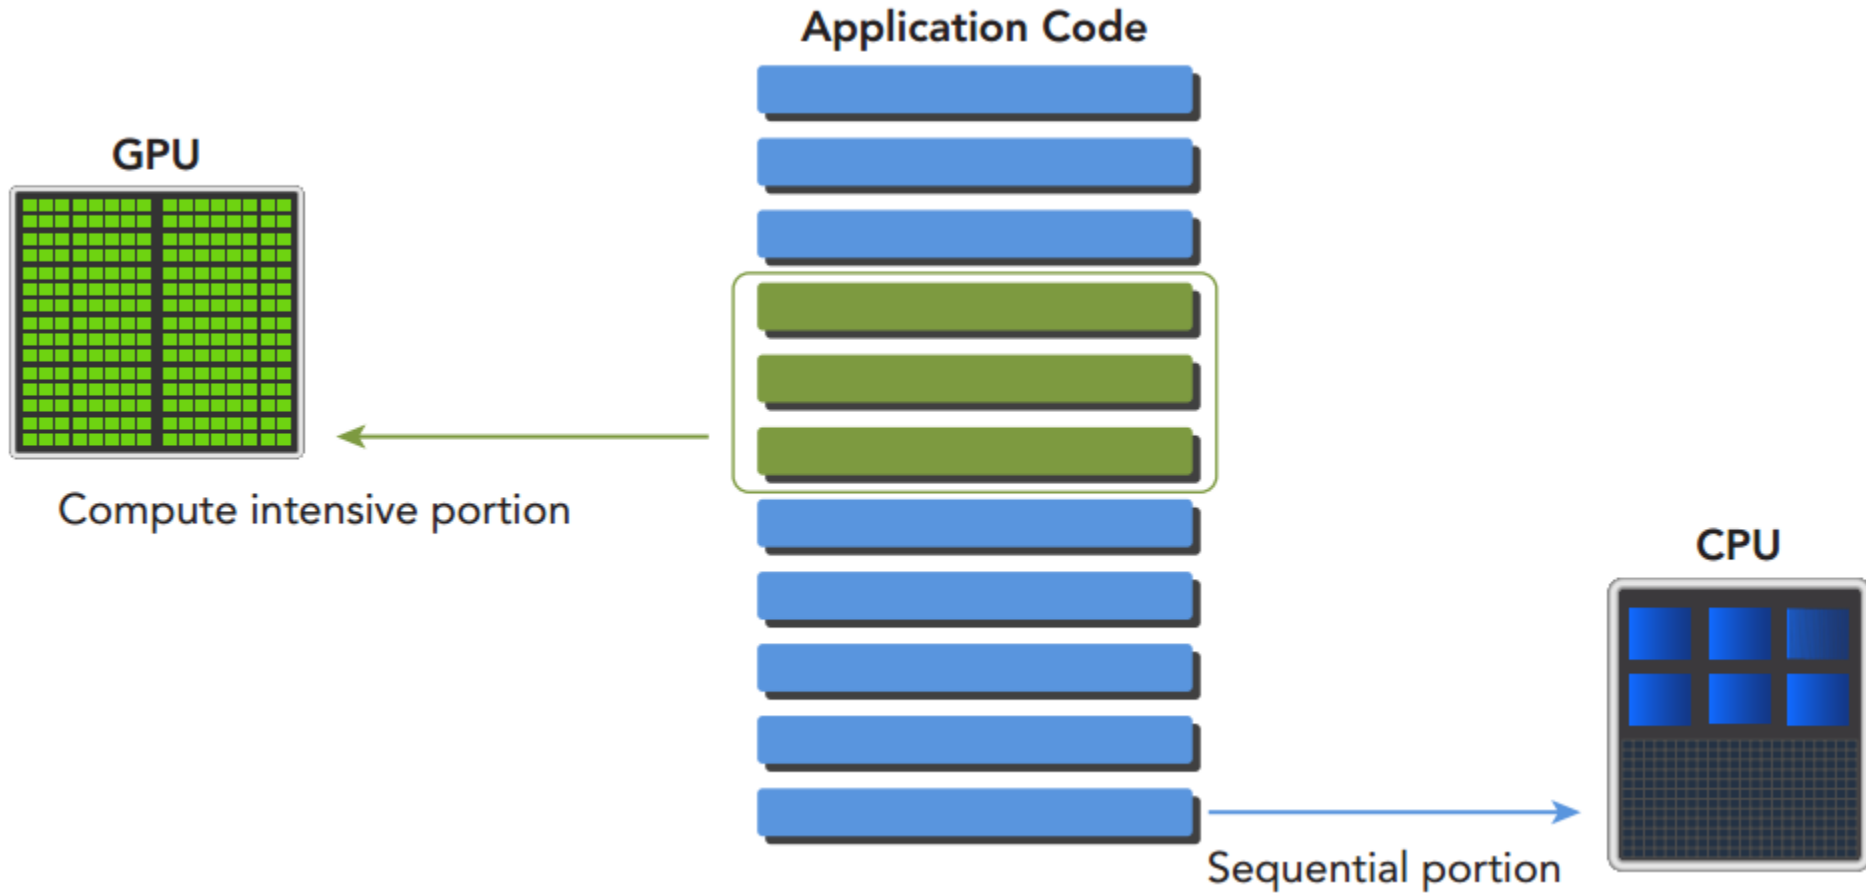 Application Code
GPU
Compute intensive portion
CPU
Sequential portion